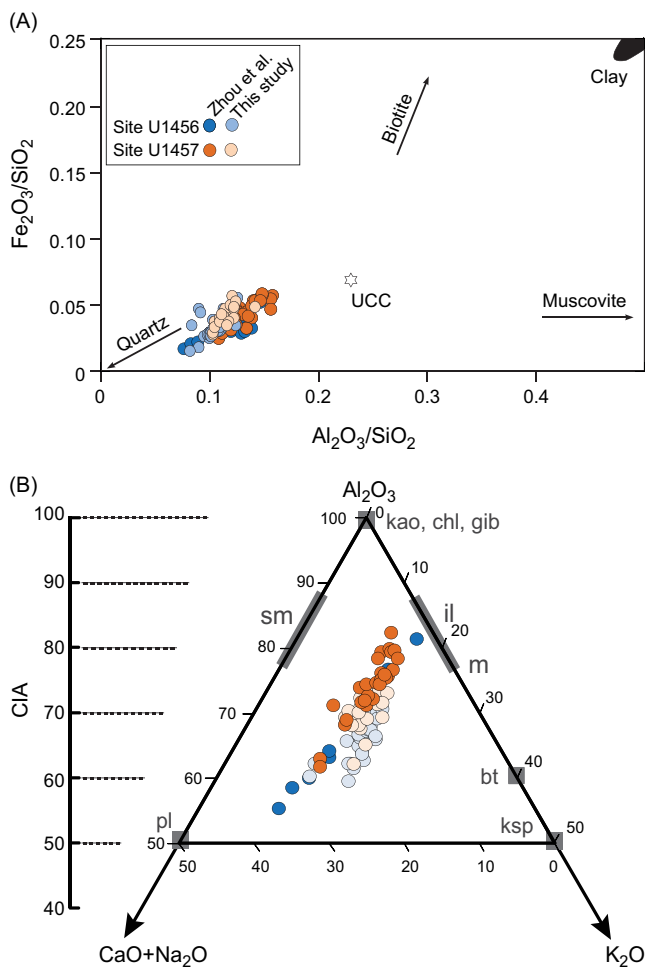 (A)
0.25
0.20
0.15
0.10
0.05
0
Fe2O3/SiO2
Zhou et al.
This study
Site U1456
Site U1457
Clay
Biotite
UCC
Muscovite
Quartz
0
0.1
0.2
0.3
0.4
Al2O3/SiO2
(B)
Al2O3
100
90
80
70
60
50
40
CIA
100
0
kao, chl, gib
90
10
sm
il
80
20
m
70
30
60
40
bt
pl
ksp
50
50
50
40
30
20
10
0
CaO+Na2O
K2O